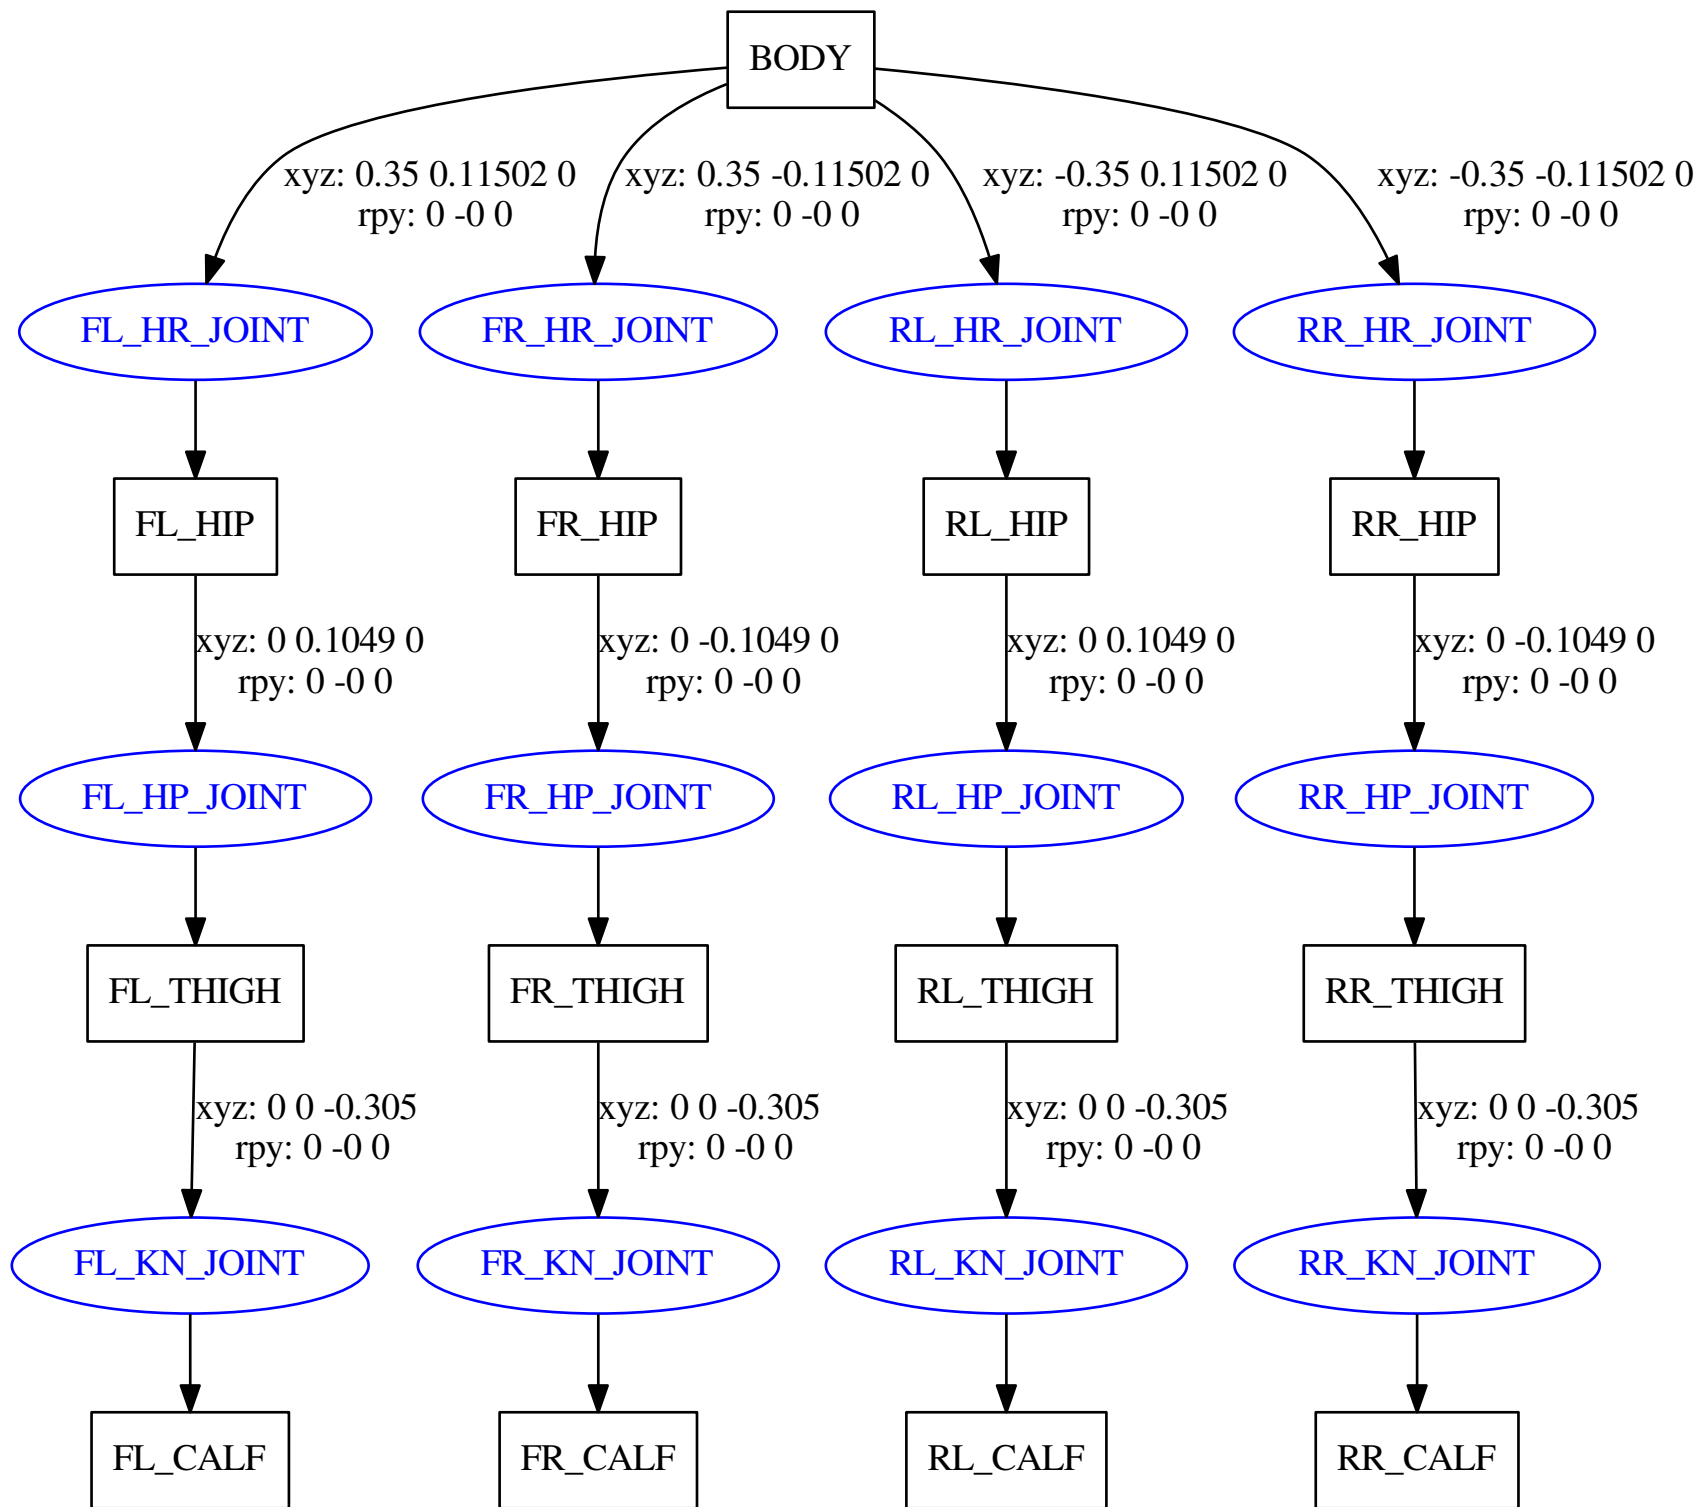 BODY
xyz: 0.35 0.11502 0
rpy: 0 -0 0
xyz: 0.35 -0.11502 0
rpy: 0 -0 0
xyz: -0.35 0.11502 0
rpy: 0 -0 0
xyz: -0.35 -0.11502 0
rpy: 0 -0 0
FL_HR_JOINT
FR_HR_JOINT
RL_HR_JOINT
RR_HR_JOINT
FL_HIP
FR_HIP
RL_HIP
RR_HIP
xyz: 0 0.1049 0
rpy: 0 -0 0
xyz: 0 -0.1049 0
rpy: 0 -0 0
xyz: 0 0.1049 0
rpy: 0 -0 0
xyz: 0 -0.1049 0
rpy: 0 -0 0
FL_HP_JOINT
FR_HP_JOINT
RL_HP_JOINT
RR_HP_JOINT
FL_THIGH
FR_THIGH
RL_THIGH
RR_THIGH
xyz: 0 0 -0.305
rpy: 0 -0 0
xyz: 0 0 -0.305
rpy: 0 -0 0
xyz: 0 0 -0.305
rpy: 0 -0 0
xyz: 0 0 -0.305
rpy: 0 -0 0
FL_KN_JOINT
FR_KN_JOINT
RL_KN_JOINT
RR_KN_JOINT
FL_CALF
FR_CALF
RL_CALF
RR_CALF